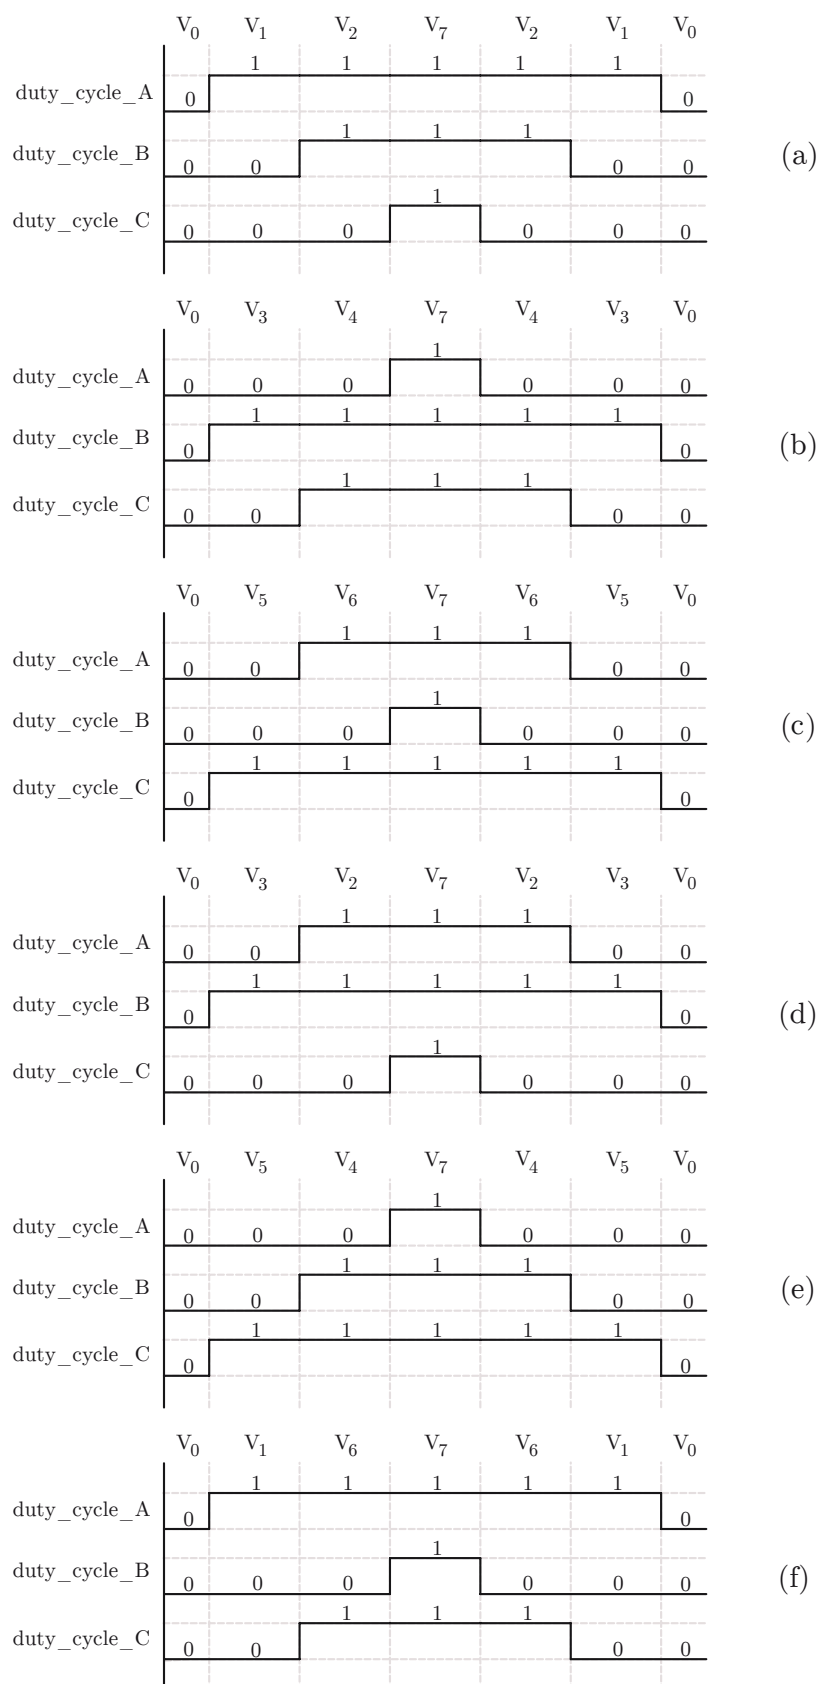 V0 V1 V2 V7 V2 V1 V0
1 1 1 1 1
duty_cycle_A
0 0
1 1 1
duty_cycle_B (a)
0 0 0 0
1
duty_cycle_C
0 0 0 0 0 0
V0 V3 V4 V7 V4 V3 V0
1
duty_cycle_A
0 0 0 0 0 0
1 1 1 1 1
duty_cycle_B (b)
0 0
1 1 1
duty_cycle_C
0 0 0 0
V0 V5 V6 V7 V6 V5 V0
1 1 1
duty_cycle_A
0 0 0 0
1
duty_cycle_B (c)
0 0 0 0 0 0
1 1 1 1 1
duty_cycle_C
0 0
V0 V3 V2 V7 V2 V3 V0
1 1 1
duty_cycle_A
0 0 0 0
1 1 1 1 1
duty_cycle_B (d)
0 0
1
duty_cycle_C
0 0 0 0 0 0
V0 V5 V4 V7 V4 V5 V0
1
duty_cycle_A
0 0 0 0 0 0
1 1 1
duty_cycle_B (e)
0 0 0 0
1 1 1 1 1
duty_cycle_C
0 0
V0 V1 V6 V7 V6 V1 V0
1 1 1 1 1
duty_cycle_A
0 0
1
duty_cycle_B (f)
0 0 0 0 0 0
1 1 1
duty_cycle_C
0 0 0 0